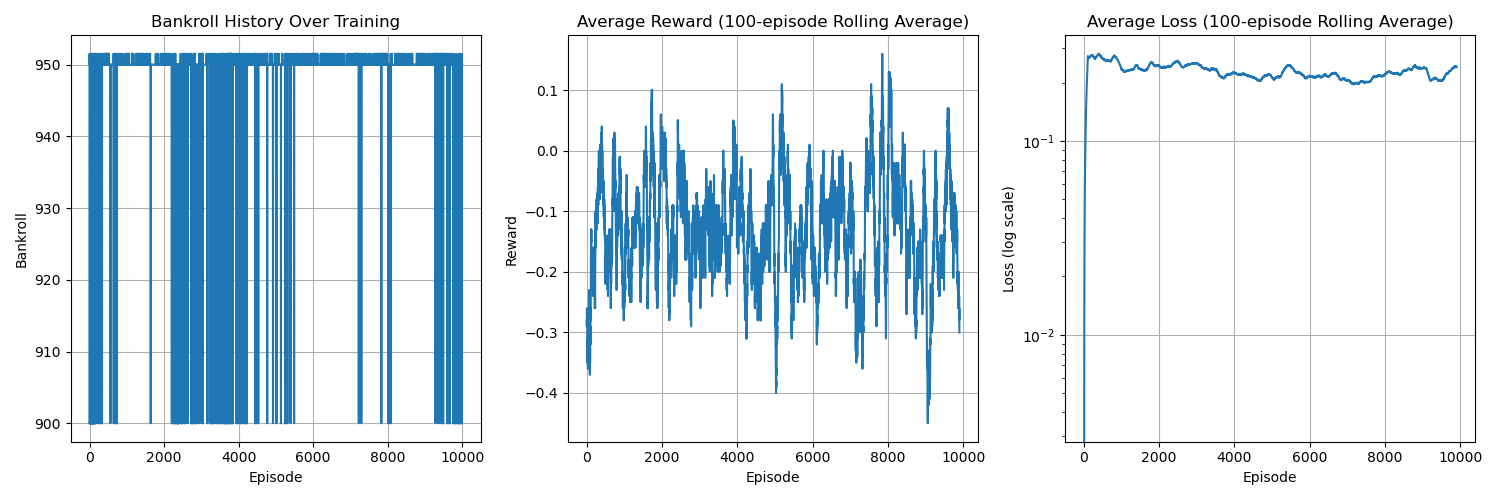 Bankroll History Over Training
Bankroll
950
940
930
920
910
900
0 2000 4000 6000 8000 10000
Episode
Average Reward (100-episode Rolling Average)
Reward
0.1
0.0
−0.1
−0.2
−0.3
−0.4
0 2000 4000 6000 8000 10000
Episode
Average Loss (100-episode Rolling Average)
Loss (log scale)
10⁻¹
10⁻²
0 2000 4000 6000 8000 10000
Episode